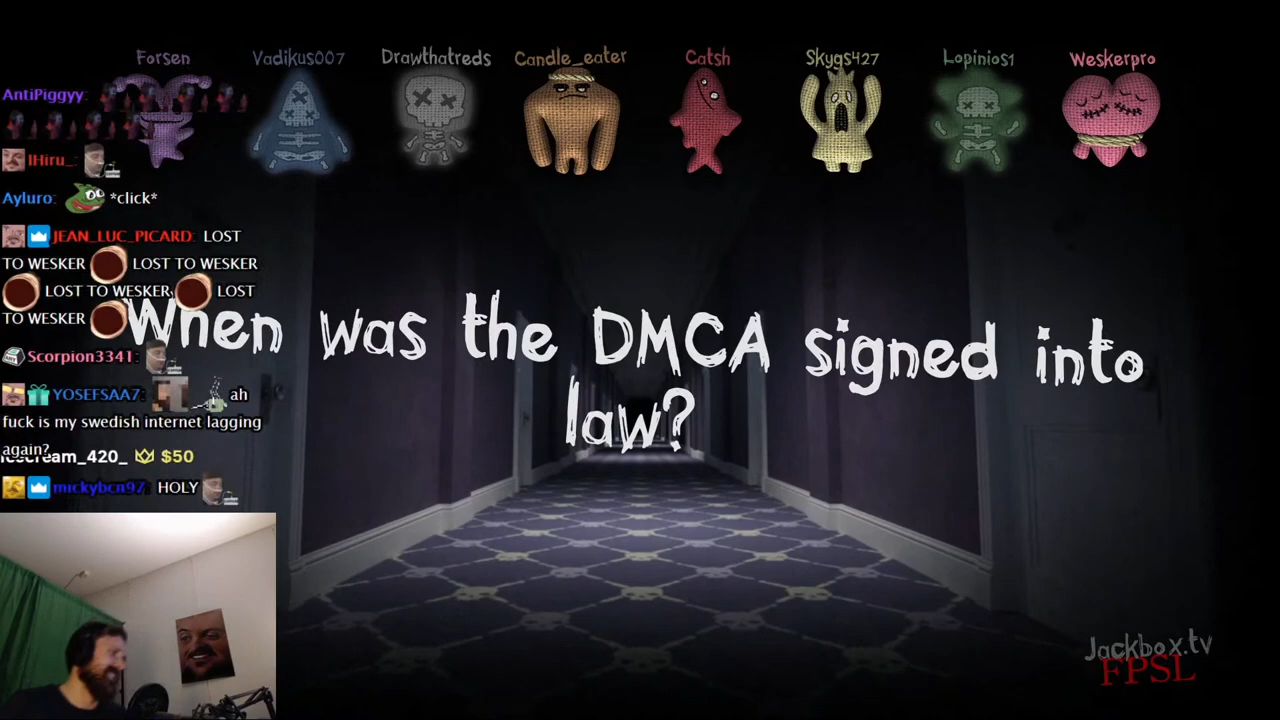 Forsen
Vadikus007
Drawthatreds
Candle_eater
Catsh
Skygs427
Lopinios1
Weskerpro
AntiPiggyy:
lHiru_:
Ayluro: *click*
JEAN_LUC_PICARD: LOST
TO WESKER LOST TO WESKER
LOST TO WESKER LOST
TO WESKER
Scorpion3341:
YOSEFSAA7: ah
fuck is my swedish internet lagging
again?
$50
mickybcn97: HOLY
When was the DMCA signed into
law?
Jackbox.tv
FPSL